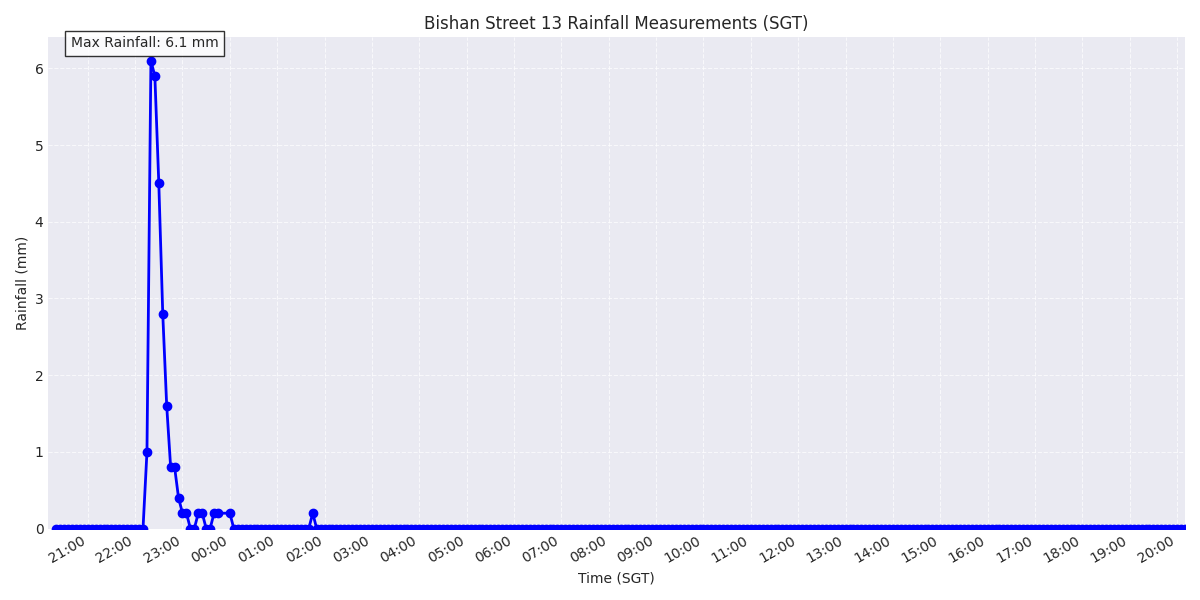 Bishan Street 13 Rainfall Measurements (SGT)
Max Rainfall: 6.1 mm
6
5
4
3
2
1
0
Rainfall (mm)
21:00 22:00 23:00 00:00 01:00 02:00 03:00 04:00 05:00 06:00 07:00 08:00 09:00 10:00 11:00 12:00 13:00 14:00 15:00 16:00 17:00 18:00 19:00 20:00
Time (SGT)